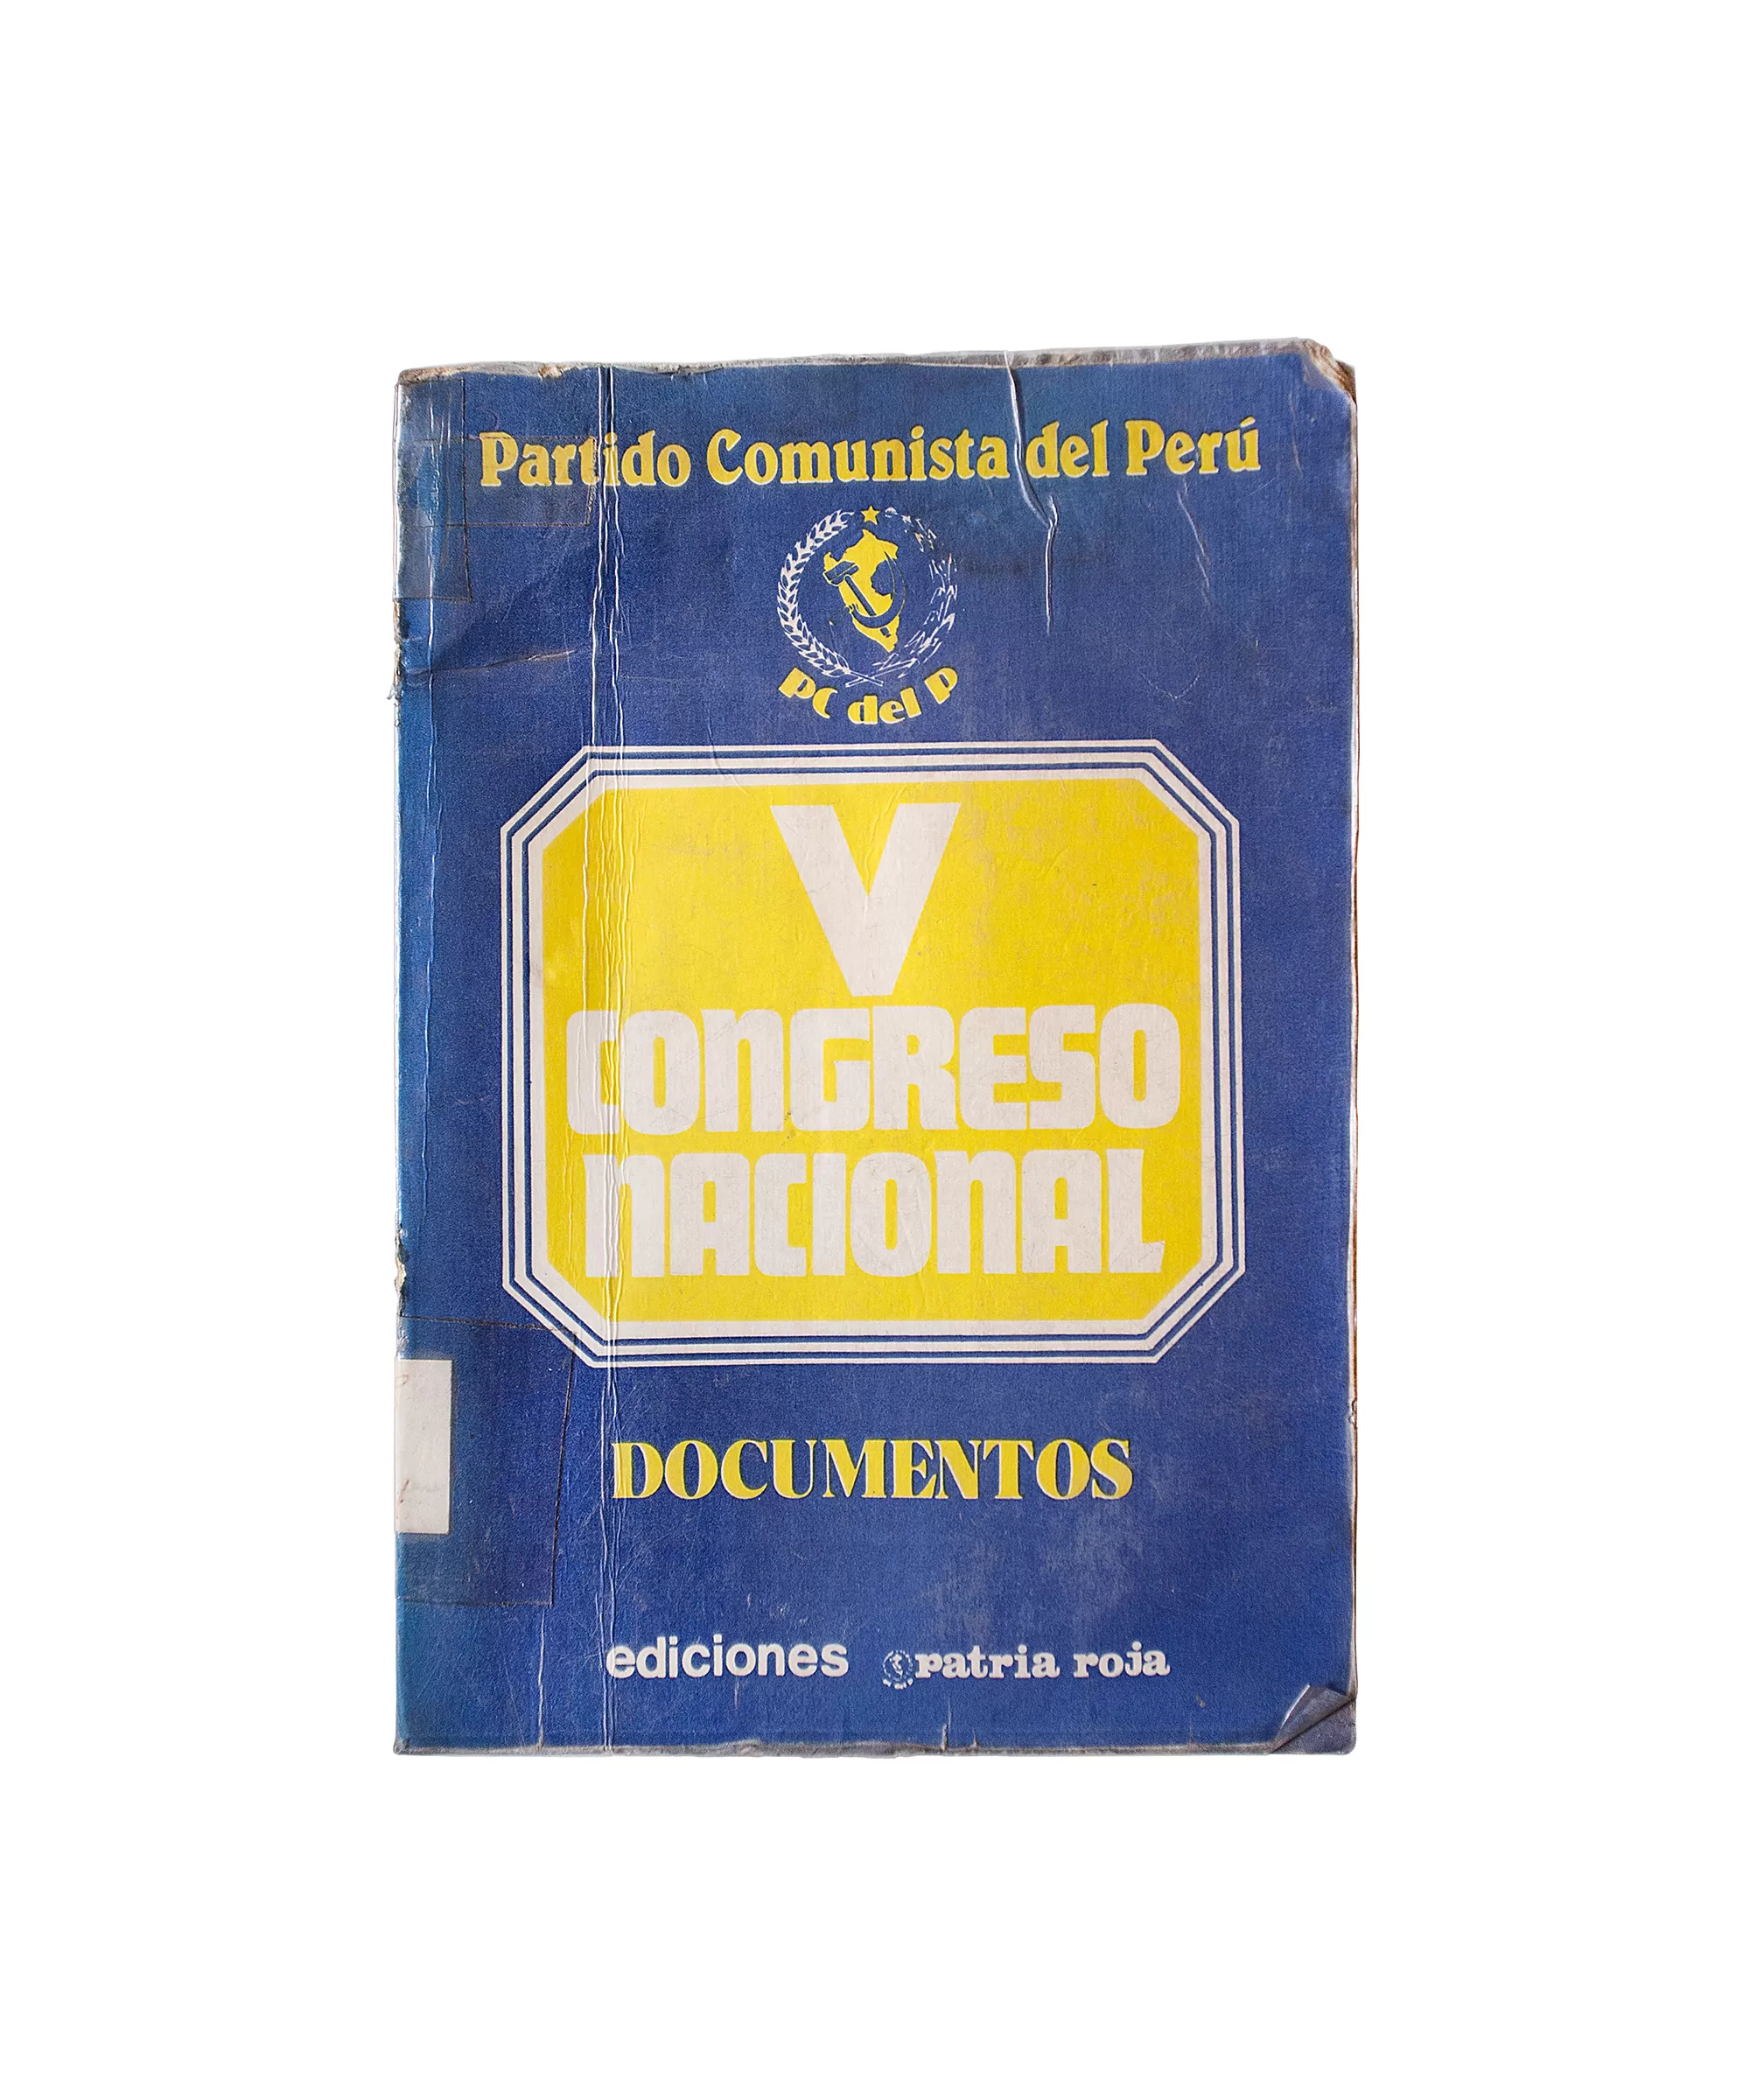 Partido Comunista del Perú
PC del P
V
CONGRESO
NACIONAL
DOCUMENTOS
ediciones patria roja